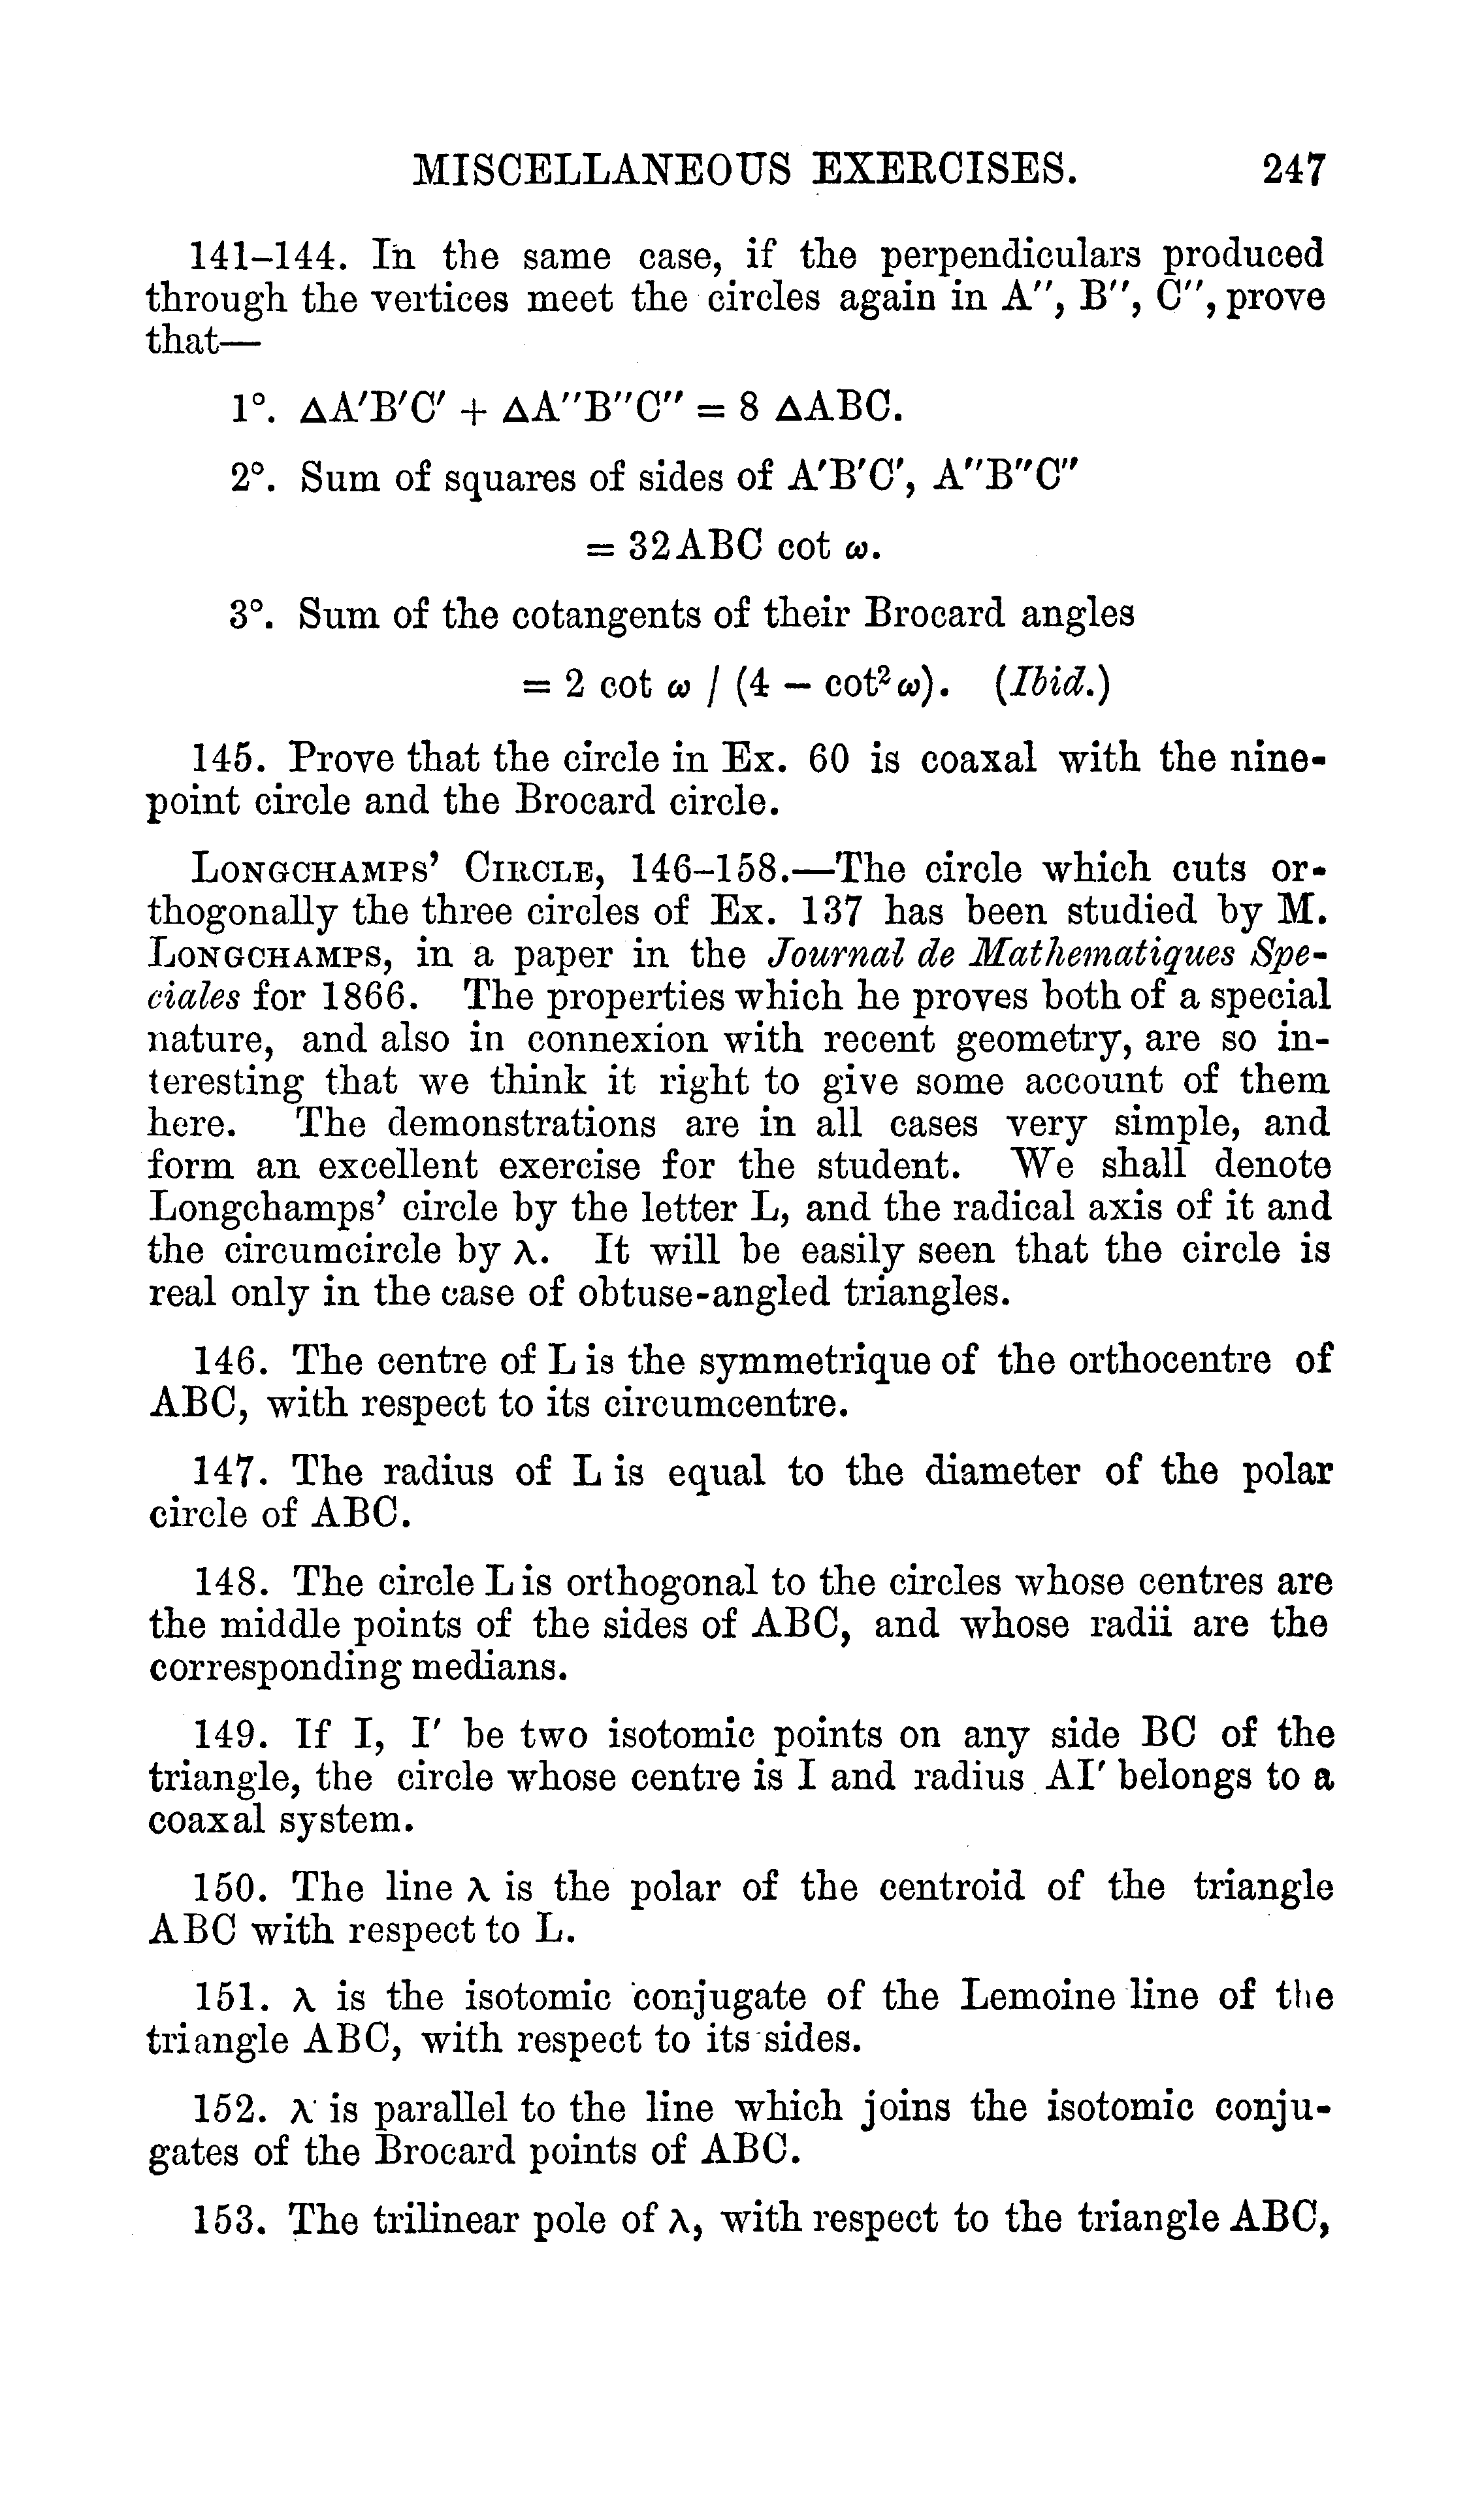 MISCELLANEOUS EXERCISES. 247
141–144. In the same case, if the perpendiculars produced
through the vertices meet the circles again in A″, B″, C″, prove
that—
1°. ΔA′B′C′ + ΔA″B″C″ = 8 ΔABC.
2°. Sum of squares of sides of A′B′C′, A″B″C″
= 32ABC cot ω.
3°. Sum of the cotangents of their Brocard angles
= 2 cot ω / (4 – cot² ω). (Ibid.)
145. Prove that the circle in Ex. 60 is coaxal with the nine-
point circle and the Brocard circle.
LONGCHAMPS’ CIRCLE, 146–158.—The circle which cuts or-
thogonally the three circles of Ex. 137 has been studied by M.
LONGCHAMPS, in a paper in the Journal de Mathematiques Spe-
ciales for 1866. The properties which he proves both of a special
nature, and also in connexion with recent geometry, are so in-
teresting that we think it right to give some account of them
here. The demonstrations are in all cases very simple, and
form an excellent exercise for the student. We shall denote
Longchamps’ circle by the letter L, and the radical axis of it and
the circumcircle by λ. It will be easily seen that the circle is
real only in the case of obtuse-angled triangles.
146. The centre of L is the symmetrique of the orthocentre of
ABC, with respect to its circumcentre.
147. The radius of L is equal to the diameter of the polar
circle of ABC.
148. The circle L is orthogonal to the circles whose centres are
the middle points of the sides of ABC, and whose radii are the
corresponding medians.
149. If I, I′ be two isotomic points on any side BC of the
triangle, the circle whose centre is I and radius AI′ belongs to a
coaxal system.
150. The line λ is the polar of the centroid of the triangle
ABC with respect to L.
151. λ is the isotomic conjugate of the Lemoine line of the
triangle ABC, with respect to its sides.
152. λ is parallel to the line which joins the isotomic conju-
gates of the Brocard points of ABC.
153. The trilinear pole of λ, with respect to the triangle ABC,